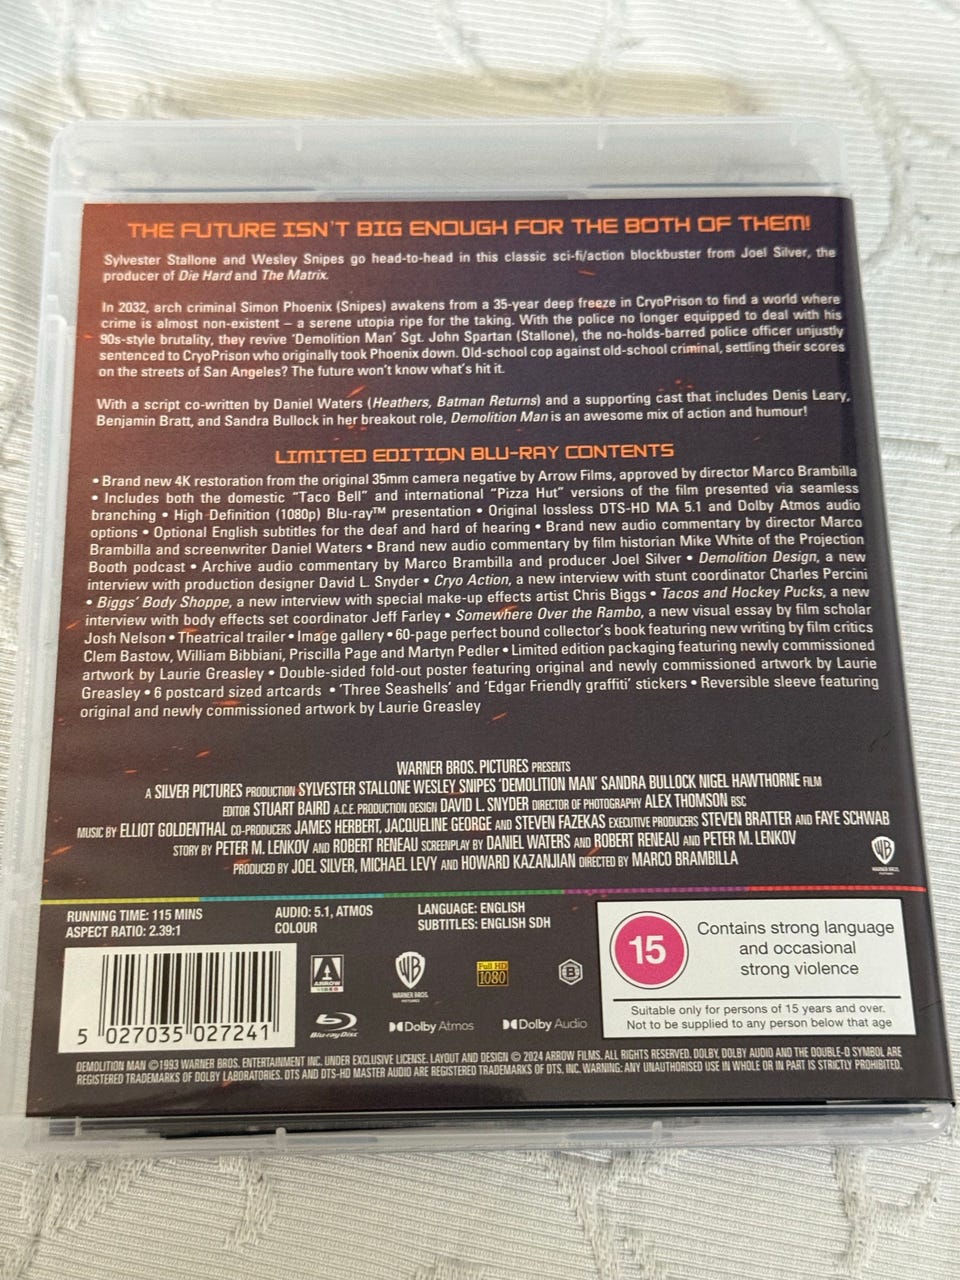 THE FUTURE ISN'T BIG ENOUGH FOR THE BOTH OF THEM!
Sylvester Stallone and Wesley Snipes go head-to-head in this classic sci-fi/action blockbuster from Joel Silver, the
producer of Die Hard and The Matrix.
In 2032, arch criminal Simon Phoenix (Snipes) awakens from a 35-year deep freeze in CryoPrison to find a world where
crime is almost non-existent – a serene utopia ripe for the taking. With the police no longer equipped to deal with his
90s-style brutality, they revive 'Demolition Man' Sgt. John Spartan (Stallone), the no-holds-barred police officer unjustly
sentenced to CryoPrison who originally took Phoenix down. Old-school cop against old-school criminal, settling their scores
on the streets of San Angeles? The future won't know what's hit it.
With a script co-written by Daniel Waters (Heathers, Batman Returns) and a supporting cast that includes Denis Leary,
Benjamin Bratt, and Sandra Bullock in her breakout role, Demolition Man is an awesome mix of action and humour!
LIMITED EDITION BLU-RAY CONTENTS
• Brand new 4K restoration from the original 35mm camera negative by Arrow Films, approved by director Marco Brambilla
• Includes both the domestic "Taco Bell" and international "Pizza Hut" versions of the film presented via seamless
branching • High Definition (1080p) Blu-ray™ presentation • Original lossless DTS-HD MA 5.1 and Dolby Atmos audio
options • Optional English subtitles for the deaf and hard of hearing • Brand new audio commentary by director Marco
Brambilla and screenwriter Daniel Waters • Brand new audio commentary by film historian Mike White of the Projection
Booth podcast • Archive audio commentary by Marco Brambilla and producer Joel Silver • Demolition Design, a new
interview with production designer David L. Snyder • Cryo Action, a new interview with stunt coordinator Charles Percini
• Biggs' Body Shoppe, a new interview with special make-up effects artist Chris Biggs • Tacos and Hockey Pucks, a new
interview with body effects set coordinator Jeff Farley • Somewhere Over the Rambo, a new visual essay by film scholar
Josh Nelson • Theatrical trailer • Image gallery • 60-page perfect bound collector's book featuring new writing by film critics
Clem Bastow, William Bibbiani, Priscilla Page and Martyn Pedler • Limited edition packaging featuring newly commissioned
artwork by Laurie Greasley • Double-sided fold-out poster featuring original and newly commissioned artwork by Laurie
Greasley • 6 postcard sized artcards • 'Three Seashells' and 'Edgar Friendly graffiti' stickers • Reversible sleeve featuring
original and newly commissioned artwork by Laurie Greasley
WARNER BROS. PICTURES PRESENTS
A SILVER PICTURES PRODUCTION SYLVESTER STALLONE WESLEY SNIPES 'DEMOLITION MAN' SANDRA BULLOCK NIGEL HAWTHORNE FILM
EDITOR STUART BAIRD A.C.E. PRODUCTION DESIGN DAVID L. SNYDER DIRECTOR OF PHOTOGRAPHY ALEX THOMSON BSC
MUSIC BY ELLIOT GOLDENTHAL CO-PRODUCERS JAMES HERBERT, JACQUELINE GEORGE AND STEVEN FAZEKAS EXECUTIVE PRODUCERS STEVEN BRATTER AND FAYE SCHWAB
STORY BY PETER M. LENKOV AND ROBERT RENEAU SCREENPLAY BY DANIEL WATERS AND ROBERT RENEAU AND PETER M. LENKOV
PRODUCED BY JOEL SILVER, MICHAEL LEVY AND HOWARD KAZANJIAN DIRECTED BY MARCO BRAMBILLA
WB
WARNER BROS.
PICTURES
RUNNING TIME: 115 MINS
ASPECT RATIO: 2.39:1
AUDIO: 5.1, ATMOS
COLOUR
LANGUAGE: ENGLISH
SUBTITLES: ENGLISH SDH
15
Contains strong language
and occasional
strong violence
Suitable only for persons of 15 years and over.
Not to be supplied to any person below that age
5 027035 027241
ARROW
VIDEO
WB
WARNER BROS.
PICTURES
Full HD
1080
B
Blu-ray Disc
Dolby Atmos
Dolby Audio
DEMOLITION MAN ©1993 WARNER BROS. ENTERTAINMENT INC. UNDER EXCLUSIVE LICENSE. LAYOUT AND DESIGN © 2024 ARROW FILMS. ALL RIGHTS RESERVED. DOLBY, DOLBY AUDIO AND THE DOUBLE-D SYMBOL ARE
REGISTERED TRADEMARKS OF DOLBY LABORATORIES. DTS AND DTS-HD MASTER AUDIO ARE REGISTERED TRADEMARKS OF DTS, INC. WARNING: ANY UNAUTHORISED USE IN WHOLE OR IN PART IS STRICTLY PROHIBITED.